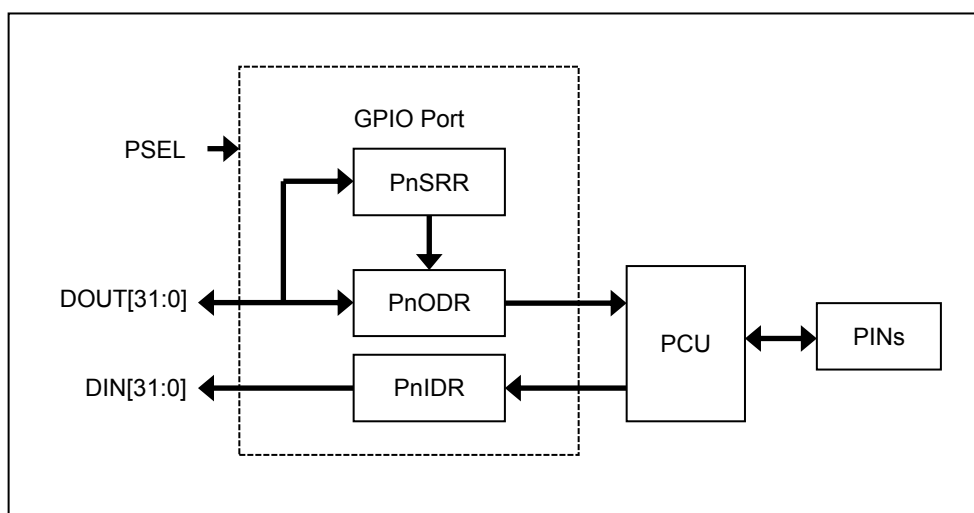 GPIO Port
PSEL
PnSRR
DOUT[31:0]
PnODR
PCU
PINs
DIN[31:0]
PnIDR